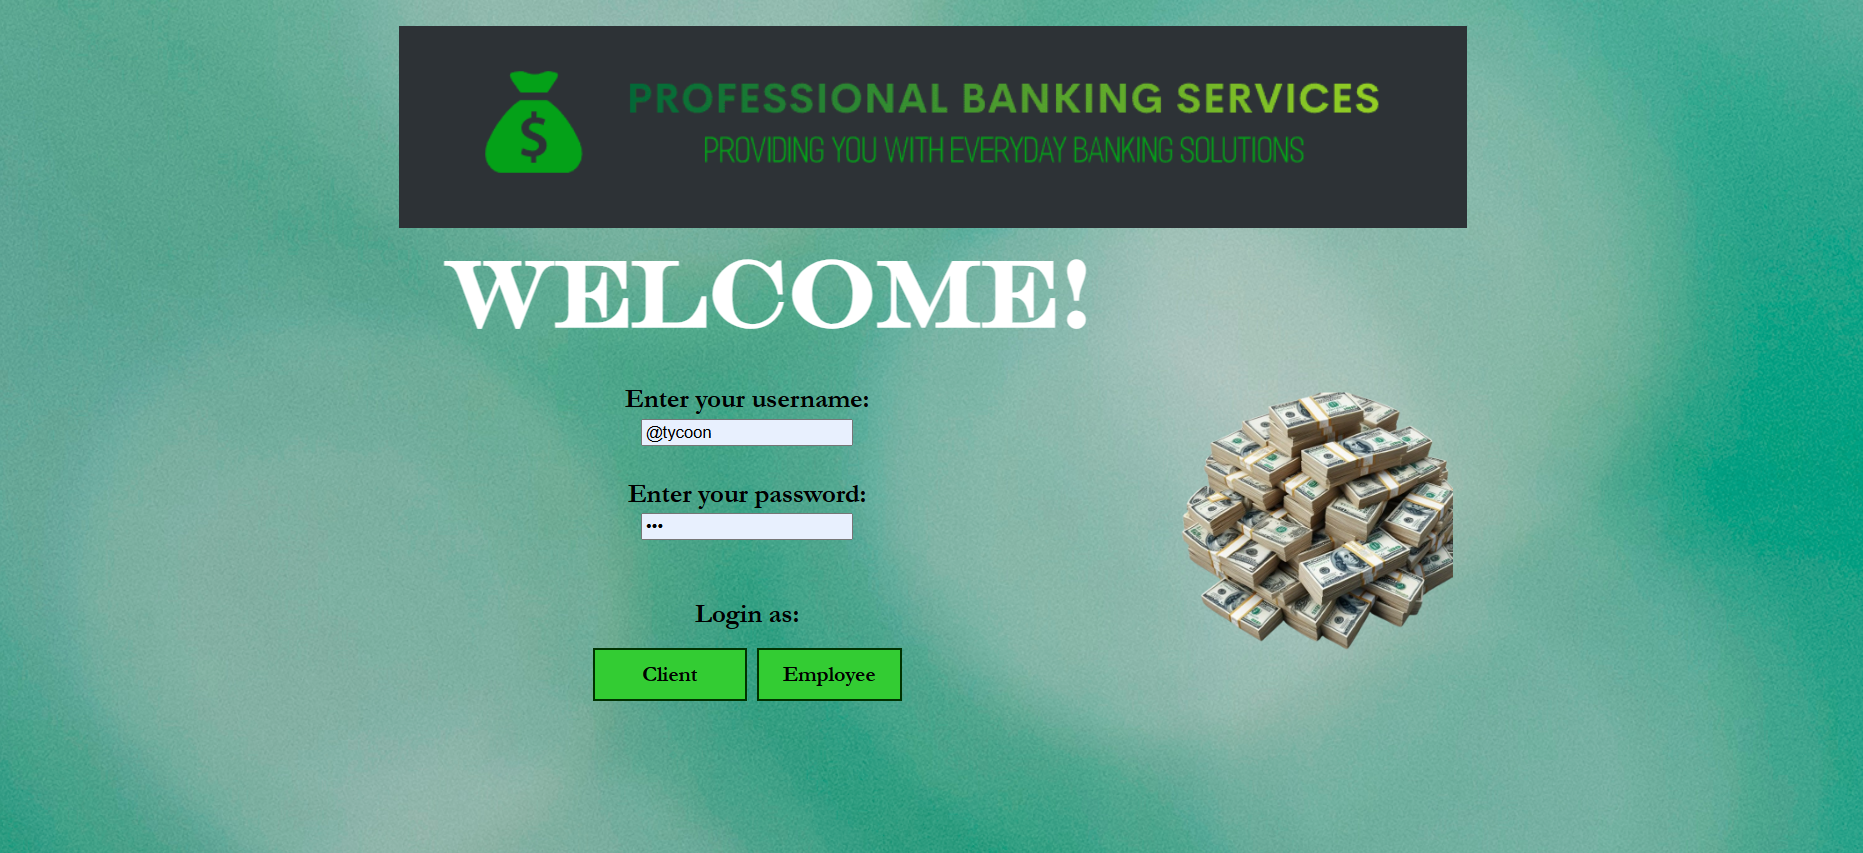 $
PROFESSIONAL BANKING SERVICES
PROVIDING YOU WITH EVERYDAY BANKING SOLUTIONS
WELCOME!
Enter your username:
@tycoon
Enter your password:
•••
Login as:
Client
Employee